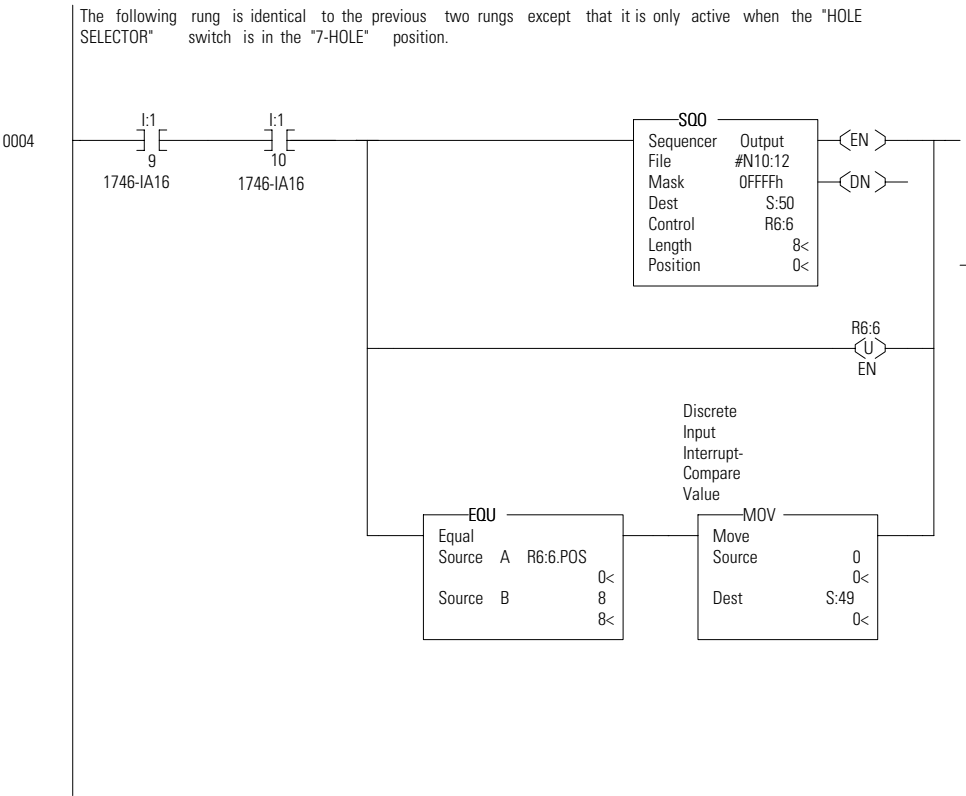 The following rung is identical to the previous two rungs except that it is only active when the "HOLE
SELECTOR" switch is in the "7-HOLE" position.
0004
I:1
9
1746-IA16
I:1
10
1746-IA16
SQO
Sequencer Output
File #N10:12
Mask 0FFFFh
Dest S:50
Control R6:6
Length 8<
Position 0<
EN
DN
R6:6
U
EN
Discrete
Input
Interrupt-
Compare
Value
EQU
Equal
Source A R6:6.POS
0<
Source B 8
8<
MOV
Move
Source 0
0<
Dest S:49
0<